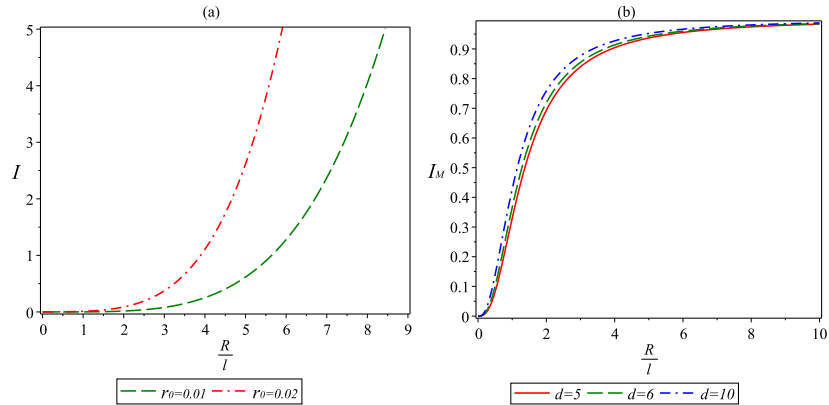 (a)
5
4
3
I
2
1
0
0 1 2 3 4 5 6 7 8 9
R
l
r0=0.01 r0=0.02
(b)
0.9
0.8
0.7
0.6
0.5
IM
0.4
0.3
0.2
0.1
0
0 2 4 6 8 10
R
l
d=5 d=6 d=10